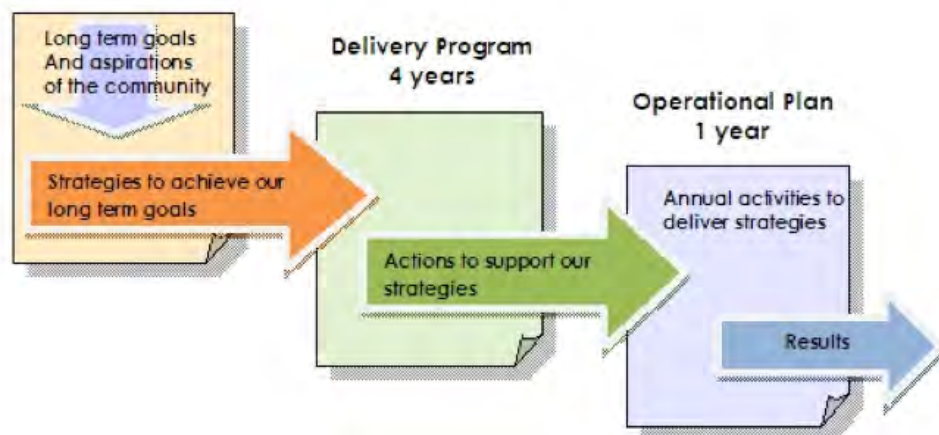 Long term goals
And aspirations
of the community
Strategies to achieve our
long term goals
Delivery Program
4 years
Actions to support our
strategies
Operational Plan
1 year
Annual activities to
deliver strategies
Results